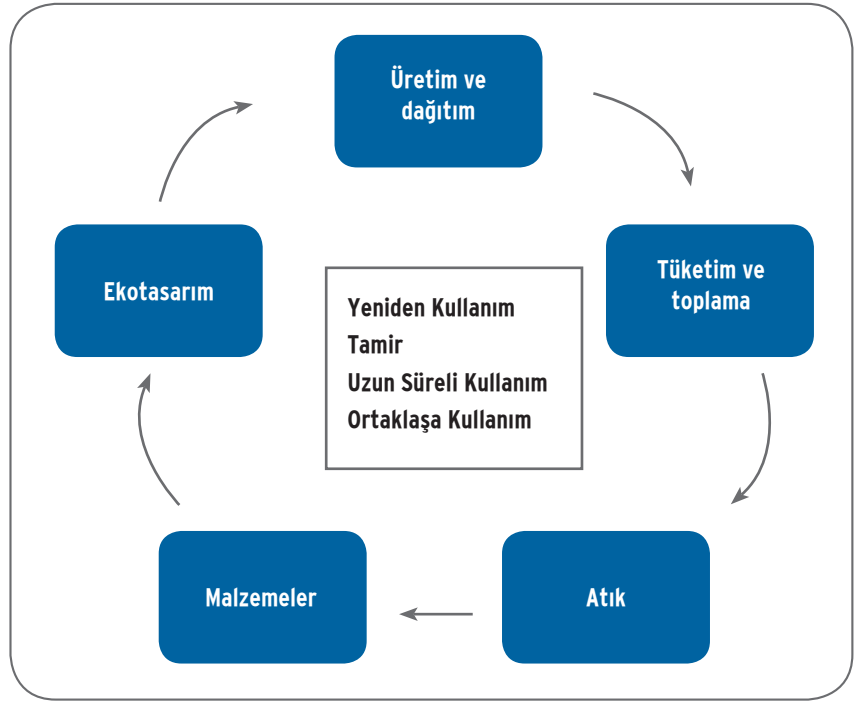 Üretim ve
dağıtım
Tüketim ve
toplama
Ekotasarım
Yeniden Kullanım
Tamir
Uzun Süreli Kullanım
Ortaklaşa Kullanım
Malzemeler
Atık